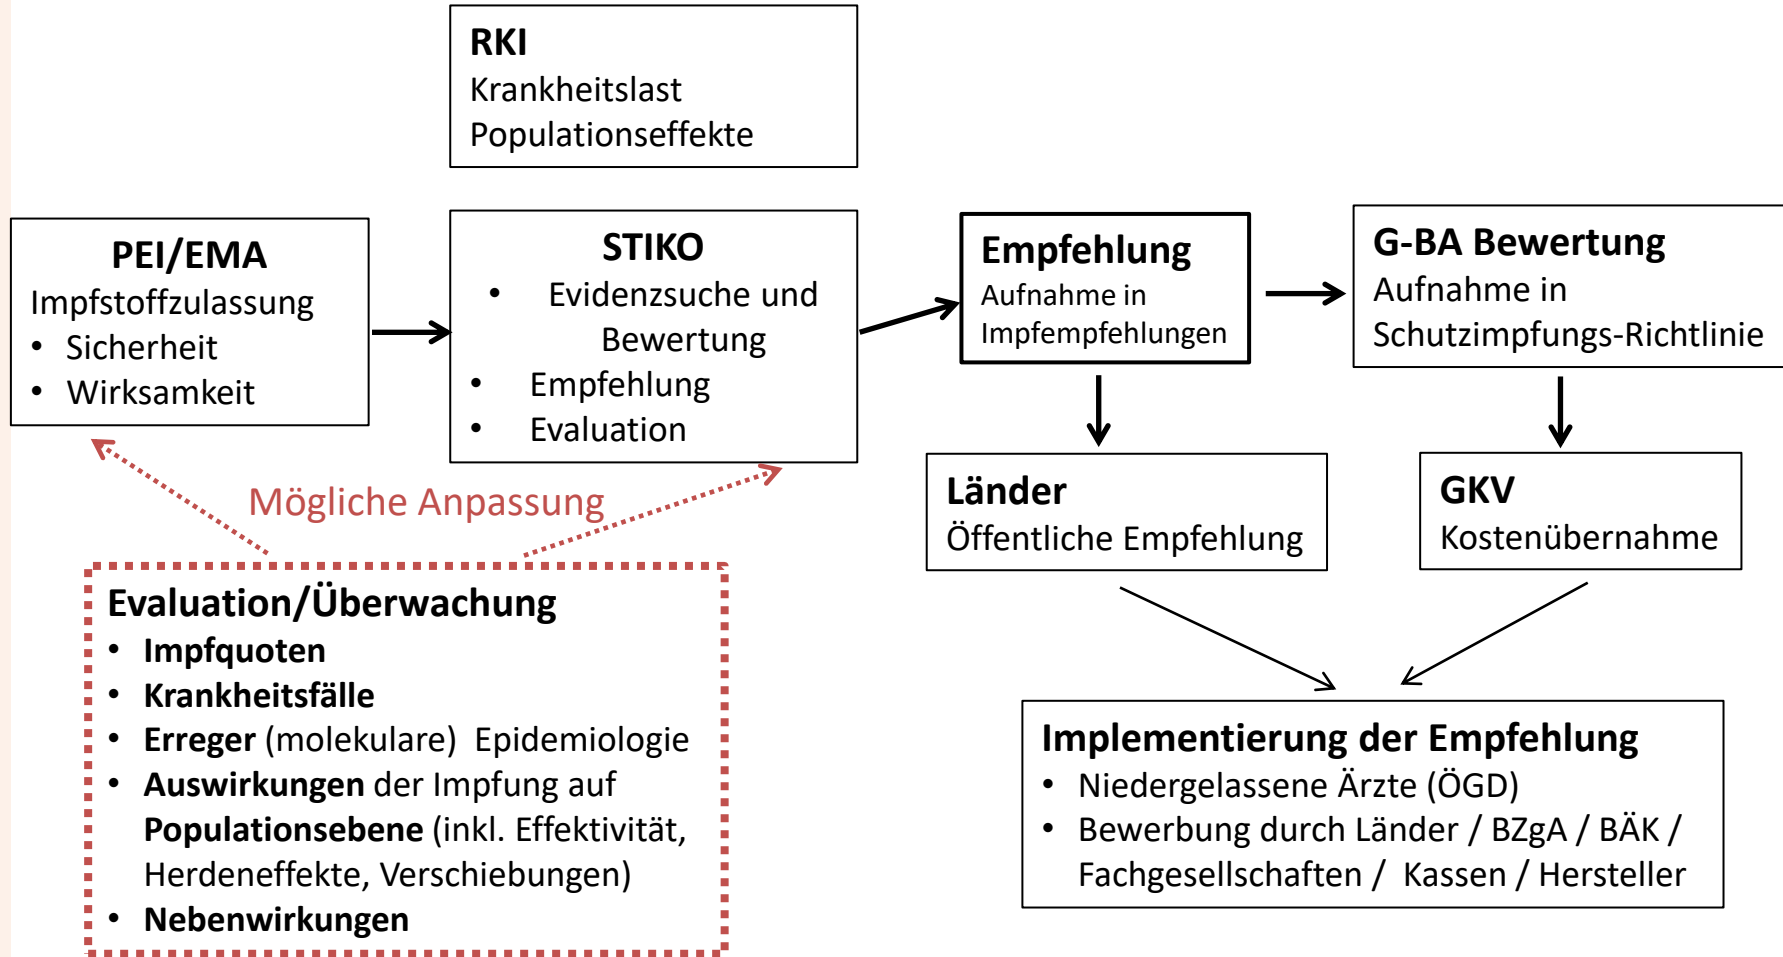 RKI
Krankheitslast
Populationseffekte
PEI/EMA
Impfstoffzulassung
• Sicherheit
• Wirksamkeit
STIKO
• Evidenzsuche und
Bewertung
• Empfehlung
• Evaluation
Empfehlung
Aufnahme in
Impfempfehlungen
G-BA Bewertung
Aufnahme in
Schutzimpfungs-Richtlinie
Mögliche Anpassung
Länder
Öffentliche Empfehlung
GKV
Kostenübernahme
Evaluation/Überwachung
• Impfquoten
• Krankheitsfälle
• Erreger (molekulare) Epidemiologie
• Auswirkungen der Impfung auf
Populationsebene (inkl. Effektivität,
Herdeneffekte, Verschiebungen)
• Nebenwirkungen
Implementierung der Empfehlung
• Niedergelassene Ärzte (ÖGD)
• Bewerbung durch Länder / BZgA / BÄK /
Fachgesellschaften / Kassen / Hersteller